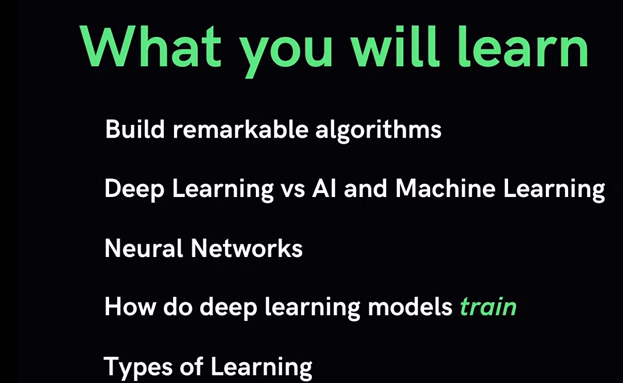 What you will learn
Build remarkable algorithms
Deep Learning vs AI and Machine Learning
Neural Networks
How do deep learning models train
Types of Learning